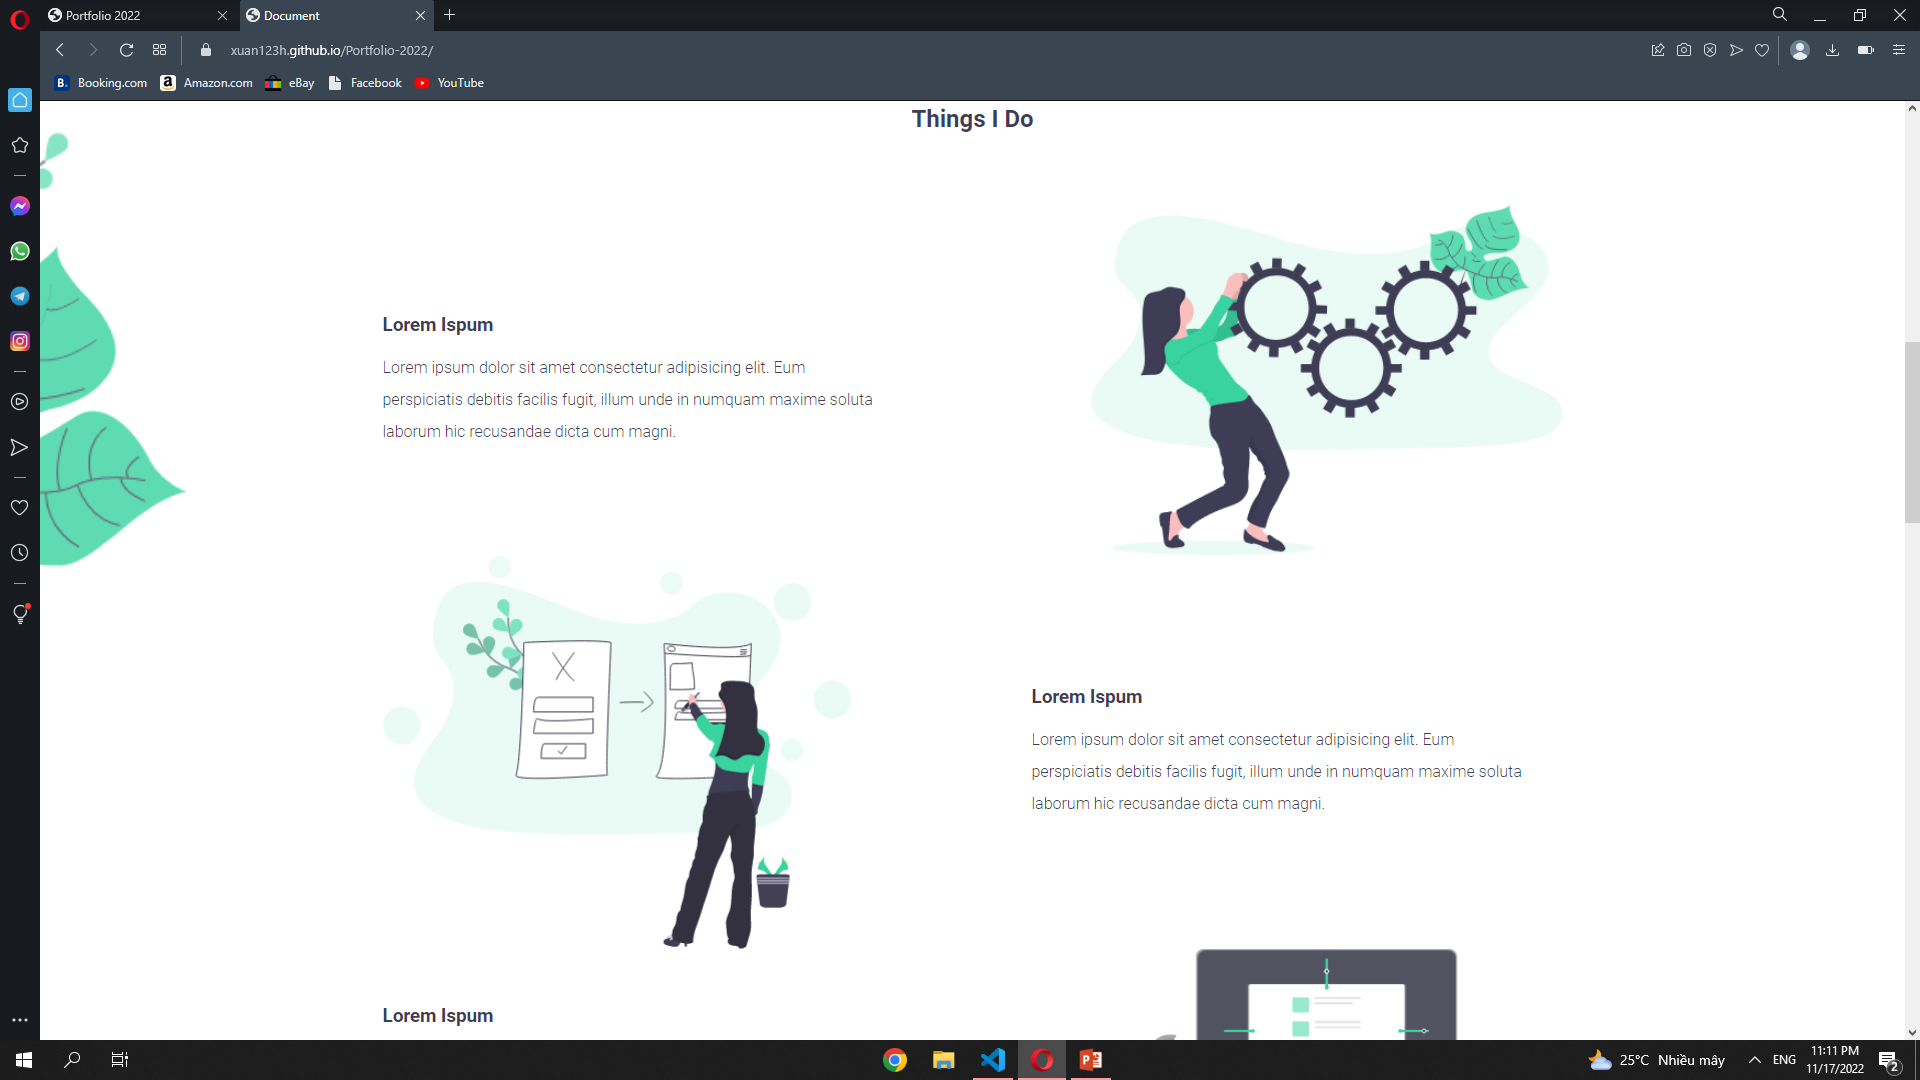 Portfolio 2022
Document
xuan123h.github.io/Portfolio-2022/
B. Booking.com
a Amazon.com
eBay
Facebook
YouTube
Things I Do
Lorem Ispum
Lorem ipsum dolor sit amet consectetur adipisicing elit. Eum
perspiciatis debitis facilis fugit, illum unde in numquam maxime soluta
laborum hic recusandae dicta cum magni.
Lorem Ispum
Lorem ipsum dolor sit amet consectetur adipisicing elit. Eum
perspiciatis debitis facilis fugit, illum unde in numquam maxime soluta
laborum hic recusandae dicta cum magni.
Lorem Ispum
25°C Nhiều mây
ENG
11:11 PM
11/17/2022
2